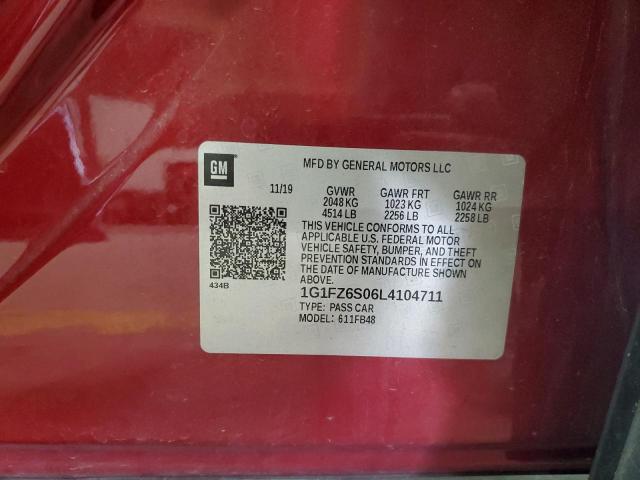 GM
MFD BY GENERAL MOTORS LLC
11/19 GVWR GAWR FRT GAWR RR
2048 KG 1023 KG 1024 KG
4514 LB 2256 LB 2258 LB
THIS VEHICLE CONFORMS TO ALL
APPLICABLE U.S. FEDERAL MOTOR
VEHICLE SAFETY, BUMPER, AND THEFT
PREVENTION STANDARDS IN EFFECT ON
THE DATE OF MANUFACTURE SHOWN
ABOVE.
434B
1G1FZ6S06L4104711
TYPE: PASS CAR
MODEL: 611FB48